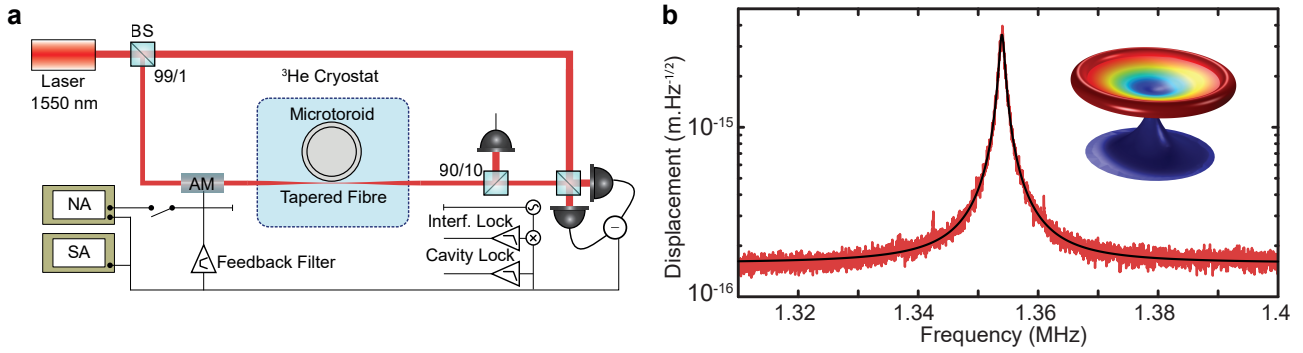 a
BS
99/1
Laser
1550 nm
³He Cryostat
Microtoroid
Tapered Fibre
90/10
AM
NA
SA
Feedback Filter
Interf. Lock
Cavity Lock
−
b
Displacement (m.Hz⁻¹/²)
10⁻¹⁵
10⁻¹⁶
1.32
1.34
1.36
1.38
1.4
Frequency (MHz)